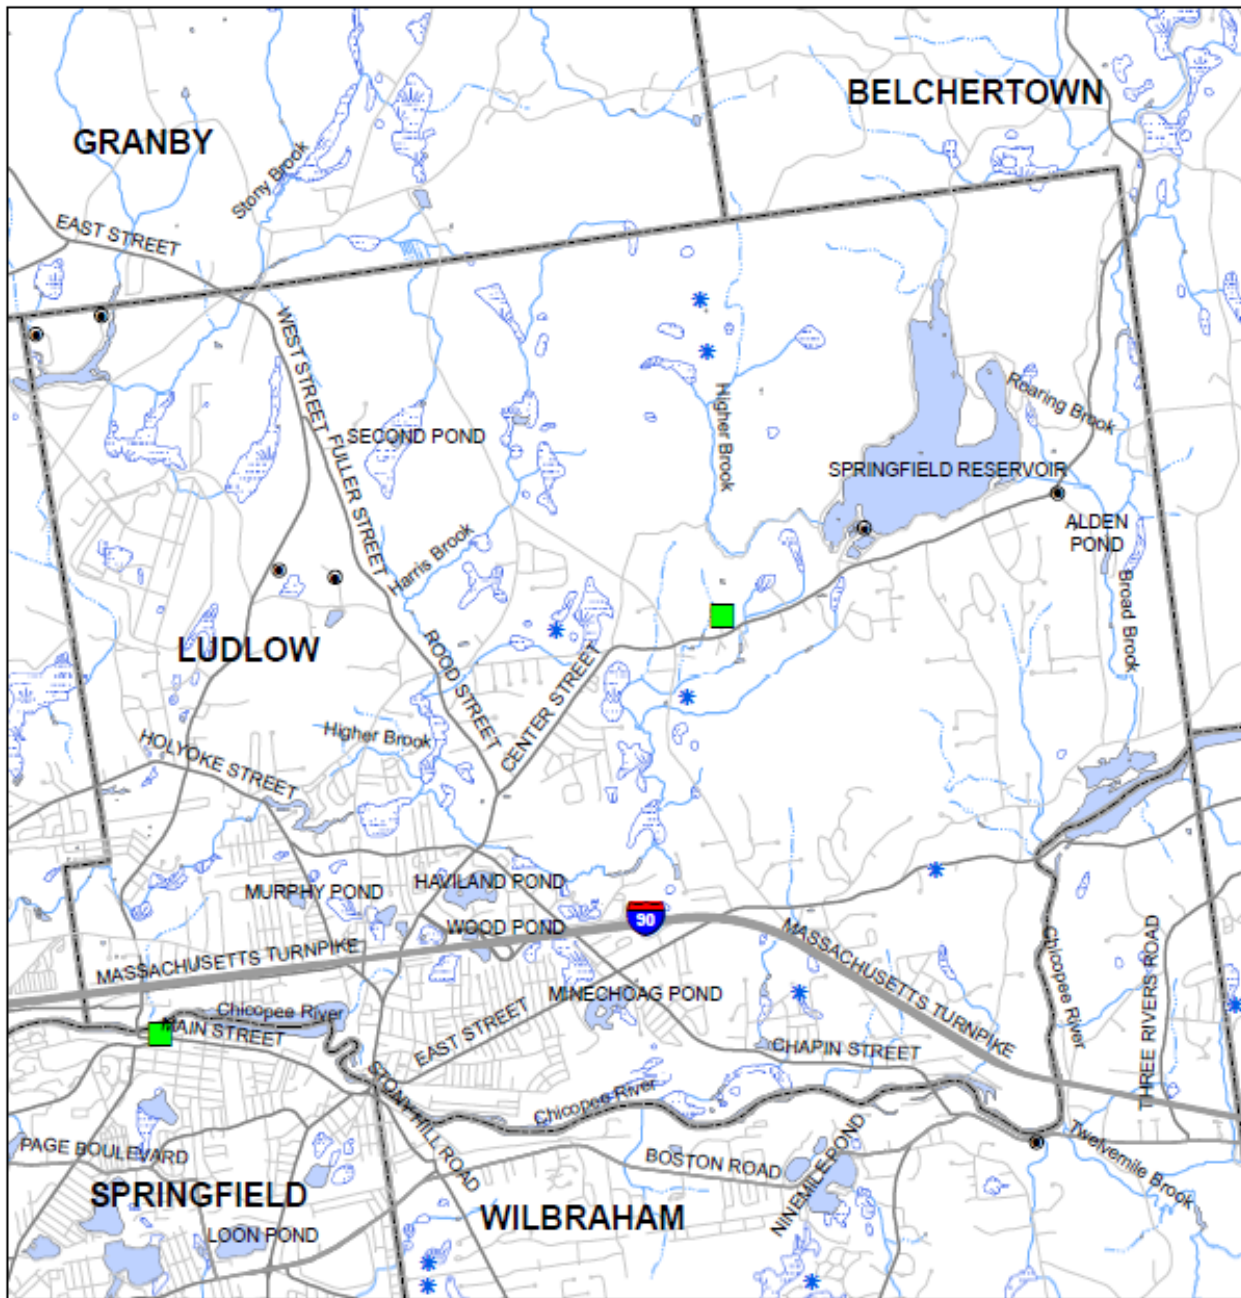 BELCHERTOWN
GRANBY
Stony Brook
EAST STREET
WEST STREET
Roaring Brook
Higher Brook
SECOND POND
FULLER STREET
SPRINGFIELD RESERVOIR
ALDEN
POND
Harris Brook
Broad Brook
LUDLOW
ROOD STREET
CENTER STREET
Higher Brook
HOLYOKE STREET
HAVILAND POND
MURPHY POND
WOOD POND
90
MASSACHUSETTS TURNPIKE
MASSACHUSETTS TURNPIKE
Chicopee River
THREE RIVERS ROAD
MINECHOAG POND
Chicopee River
MAIN STREET
EAST STREET
CHAPIN STREET
STONYHILL ROAD
Chicopee River
NINEMILE POND
Twelvemile Brook
PAGE BOULEVARD
BOSTON ROAD
SPRINGFIELD
WILBRAHAM
LOON POND